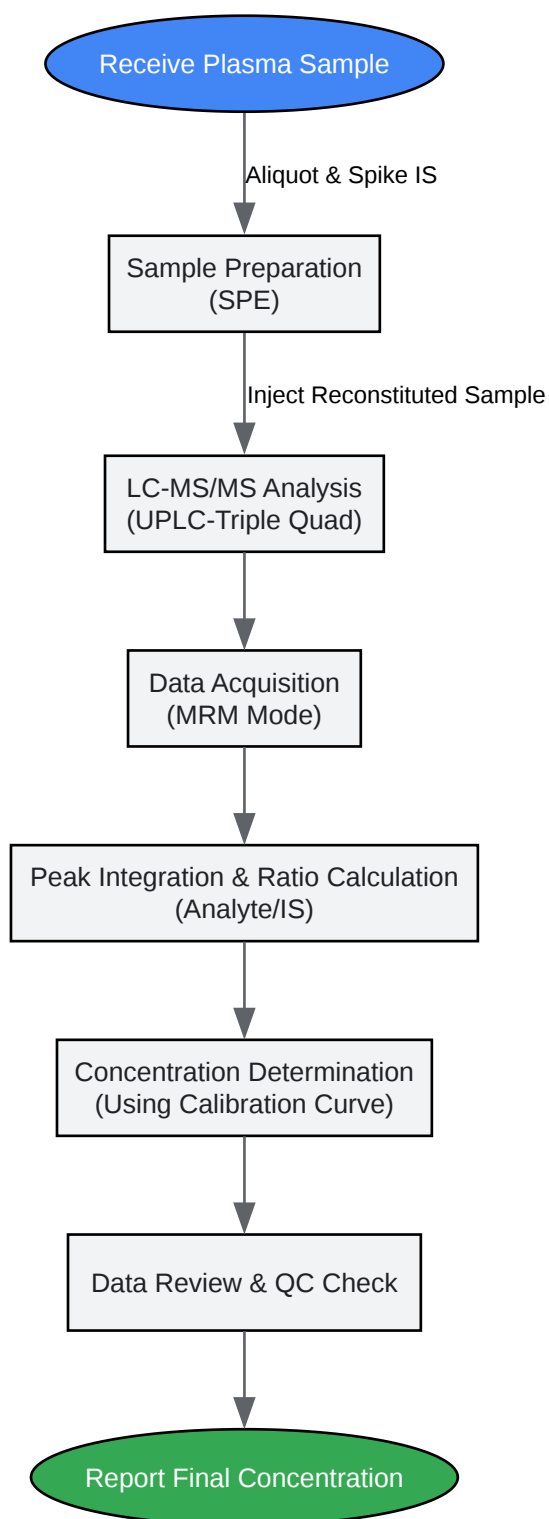 Receive Plasma Sample
Aliquot & Spike IS
Sample Preparation
(SPE)
Inject Reconstituted Sample
LC-MS/MS Analysis
(UPLC-Triple Quad)
Data Acquisition
(MRM Mode)
Peak Integration & Ratio Calculation
(Analyte/IS)
Concentration Determination
(Using Calibration Curve)
Data Review & QC Check
Report Final Concentration